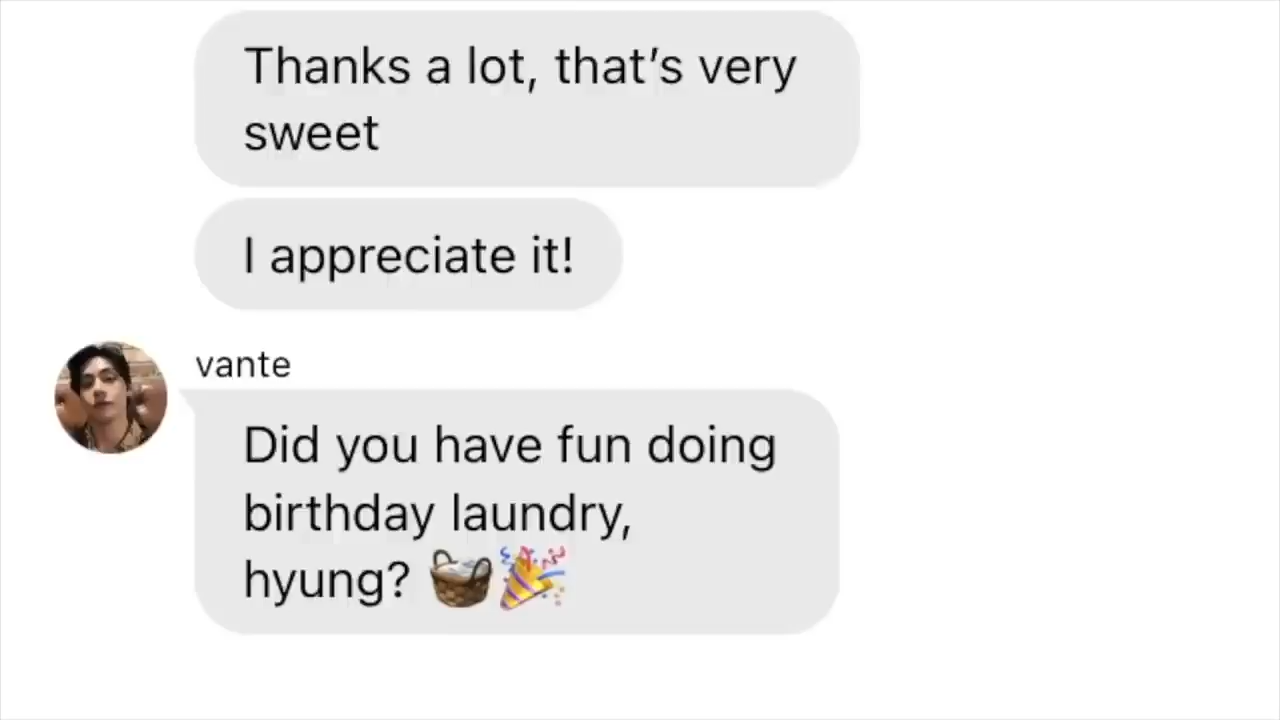 Thanks a lot, that’s very
sweet
I appreciate it!
vante
Did you have fun doing
birthday laundry,
hyung? 🧺🎉